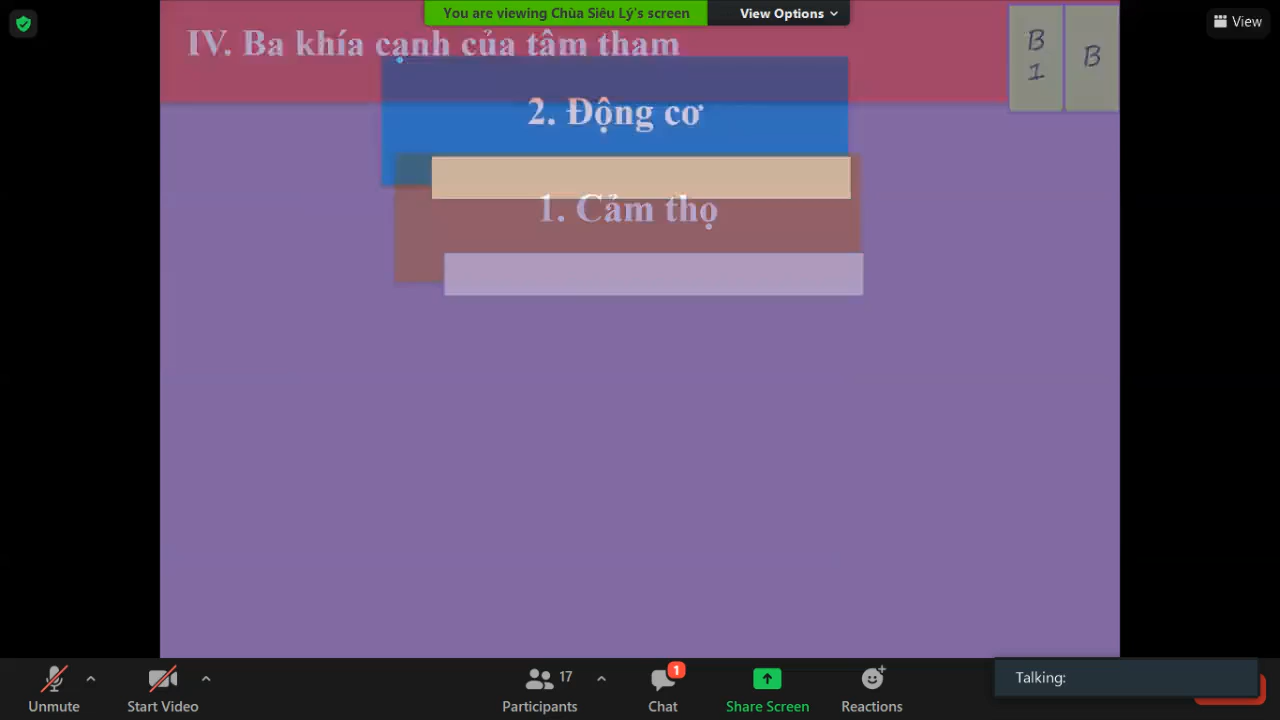 You are viewing Chùa Siêu Lý's screen
View Options
View
IV. Ba khía cạnh của tâm tham
B
1
B
2. Động cơ
1. Cảm thọ
Unmute
Start Video
17
Participants
1
Chat
Share Screen
Reactions
Talking: